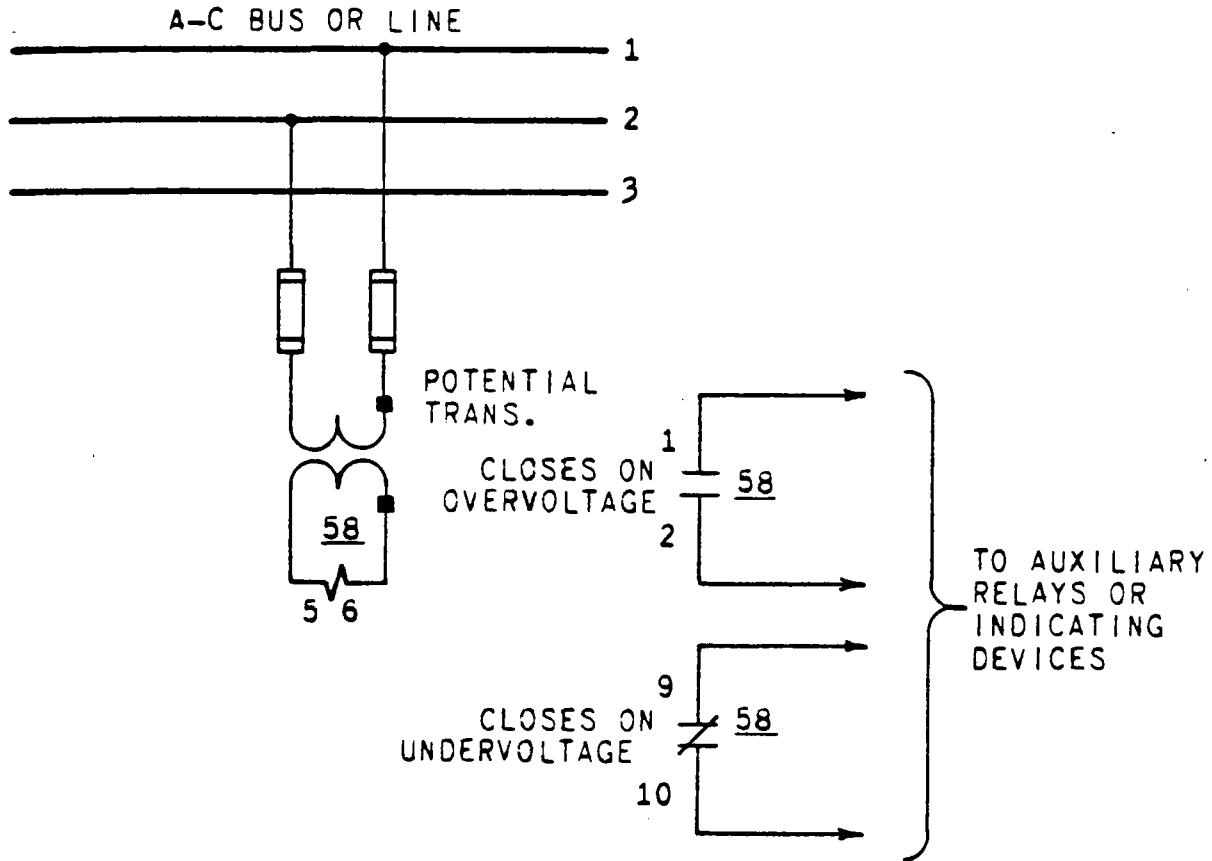 A-C BUS OR LINE
1
2
3
POTENTIAL
TRANS.
58
5 6
1
CLOSES ON
OVERVOLTAGE
58
2
9
CLOSES ON
UNDERVOLTAGE
58
10
TO AUXILIARY
RELAYS OR
INDICATING
DEVICES